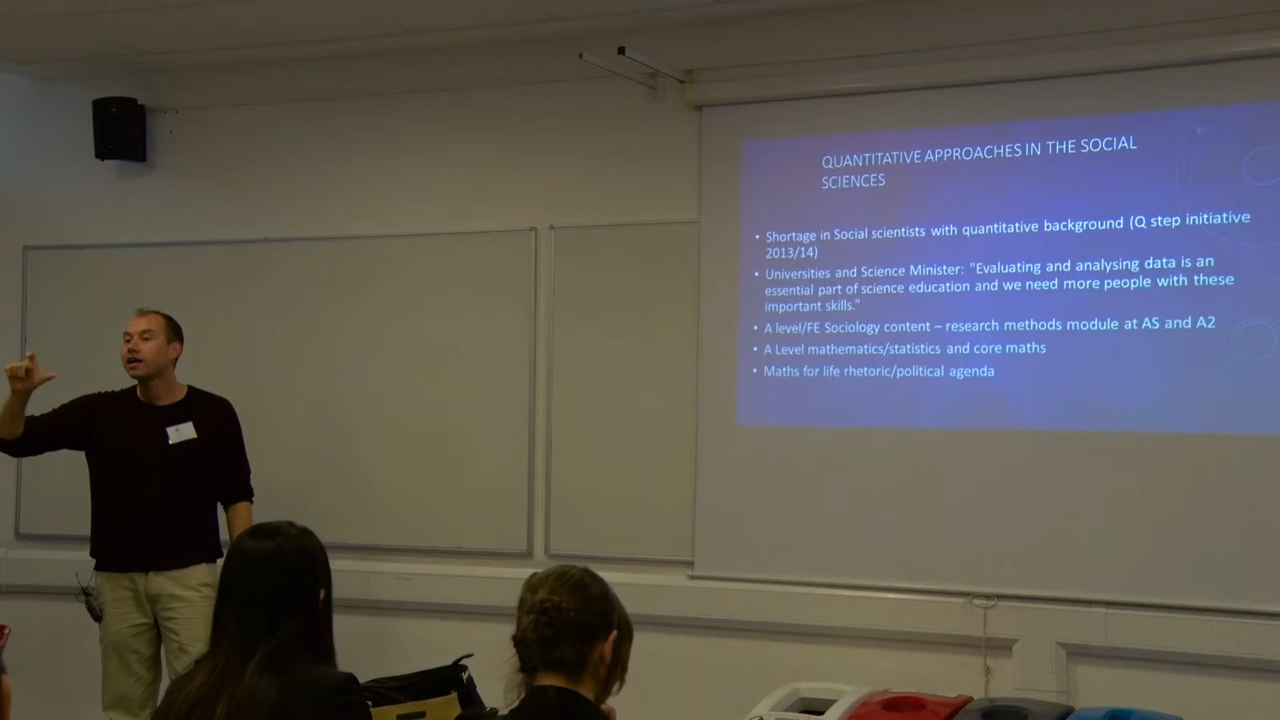 QUANTITATIVE APPROACHES IN THE SOCIAL
SCIENCES
• Shortage in Social scientists with quantitative background (Q step initiative
2013/14)
• Universities and Science Minister: "Evaluating and analysing data is an
essential part of science education and we need more people with these
important skills."
• A level/FE Sociology content – research methods module at AS and A2
• A Level mathematics/statistics and core maths
• Maths for life rhetoric/political agenda